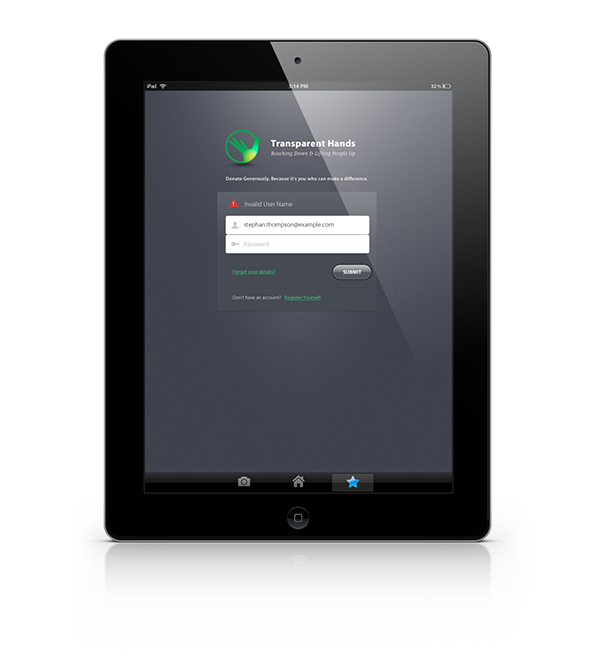 iPad 3:14 PM 32%
Transparent Hands
Reaching Down & Lifting People Up
Donate Generously. Because it's you who can make a difference.
Invalid User Name
stephan.thompson@example.com
Password
Forgot your details?
SUBMIT
Don't have an account? Register Yourself